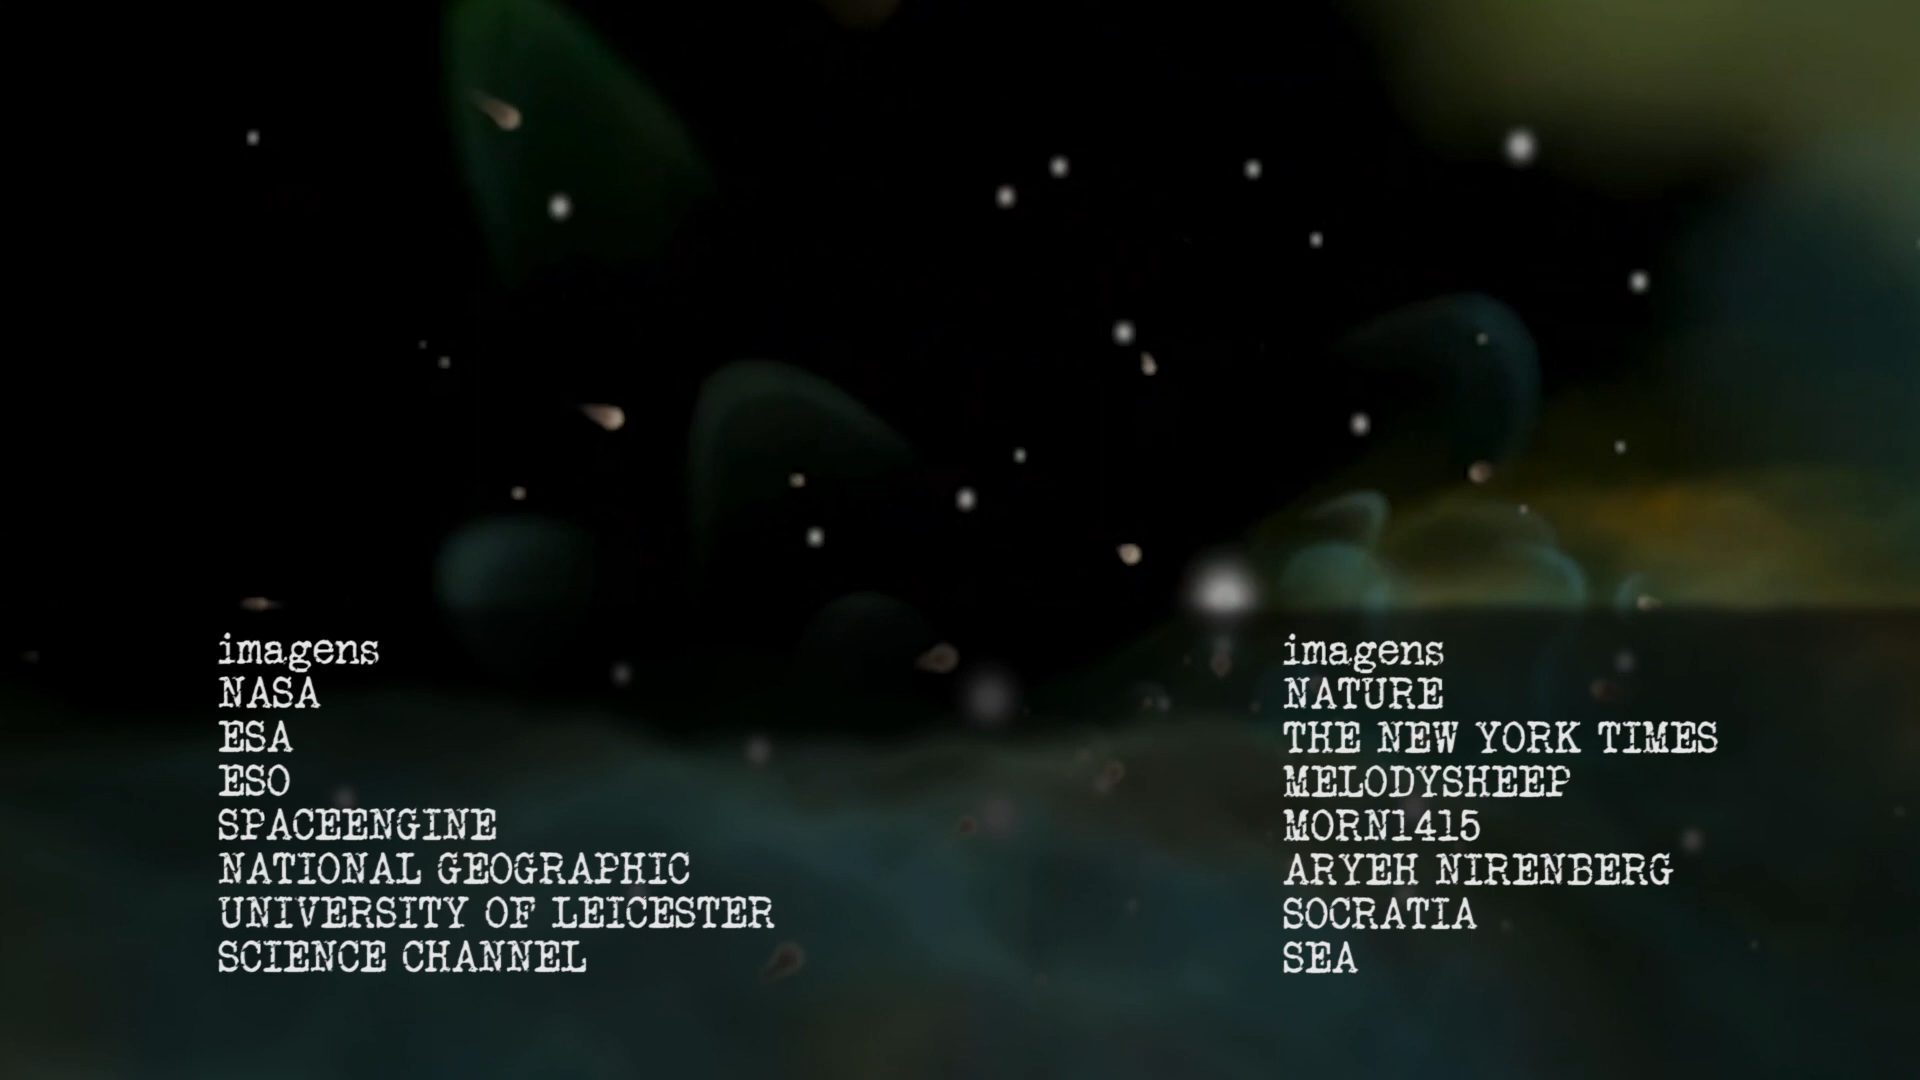 imagens
NASA
ESA
ESO
SPACEENGINE
NATIONAL GEOGRAPHIC
UNIVERSITY OF LEICESTER
SCIENCE CHANNEL
imagens
NATURE
THE NEW YORK TIMES
MELODYSHEEP
MORN1415
ARYEH NIRENBERG
SOCRATIA
SEA